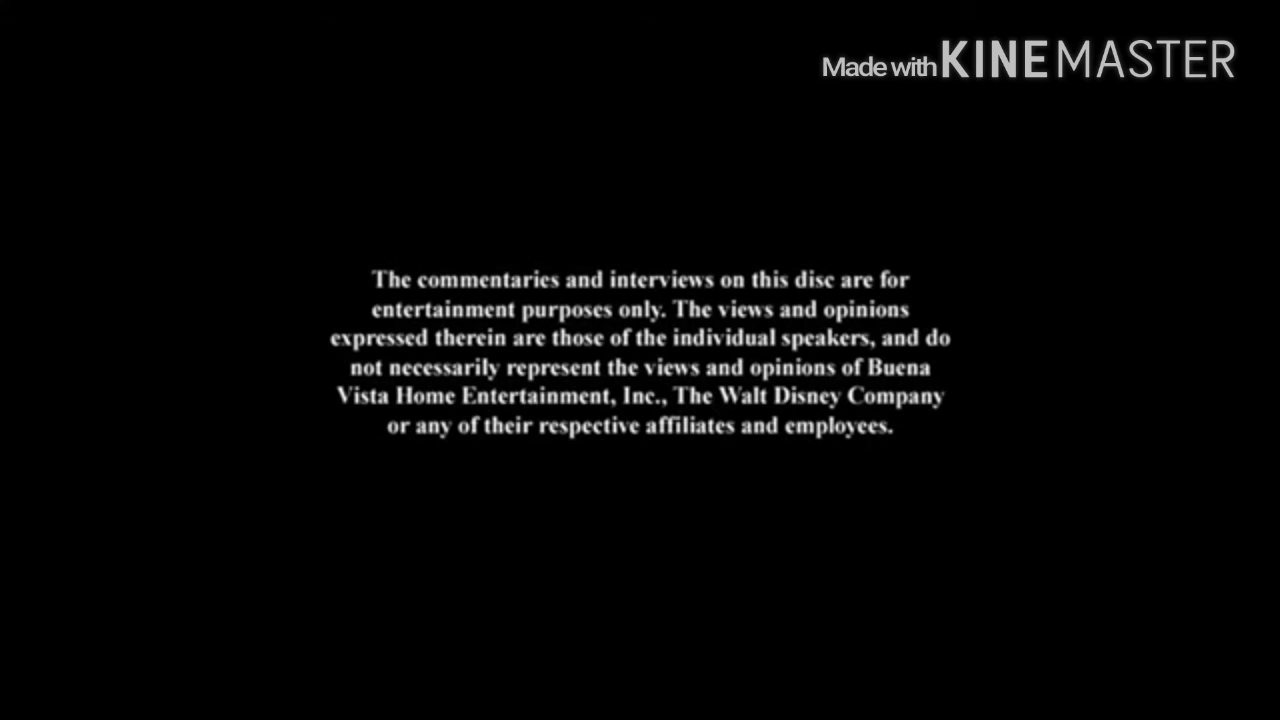 Made with KINEMASTER
The commentaries and interviews on this disc are for
entertainment purposes only. The views and opinions
expressed therein are those of the individual speakers, and do
not necessarily represent the views and opinions of Buena
Vista Home Entertainment, Inc., The Walt Disney Company
or any of their respective affiliates and employees.